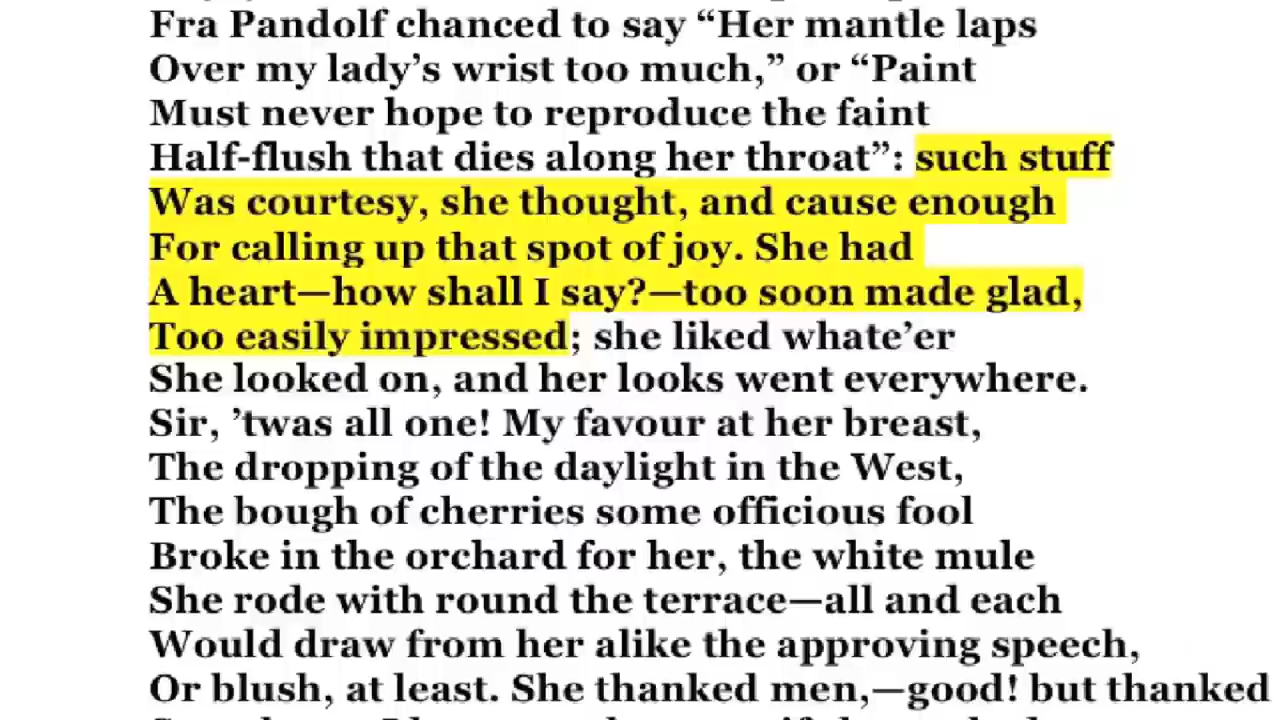 Fra Pandolf chanced to say “Her mantle laps
Over my lady’s wrist too much,” or “Paint
Must never hope to reproduce the faint
Half-flush that dies along her throat”: such stuff
Was courtesy, she thought, and cause enough
For calling up that spot of joy. She had
A heart—how shall I say?—too soon made glad,
Too easily impressed; she liked whate’er
She looked on, and her looks went everywhere.
Sir, ’twas all one! My favour at her breast,
The dropping of the daylight in the West,
The bough of cherries some officious fool
Broke in the orchard for her, the white mule
She rode with round the terrace—all and each
Would draw from her alike the approving speech,
Or blush, at least. She thanked men,—good! but thanked